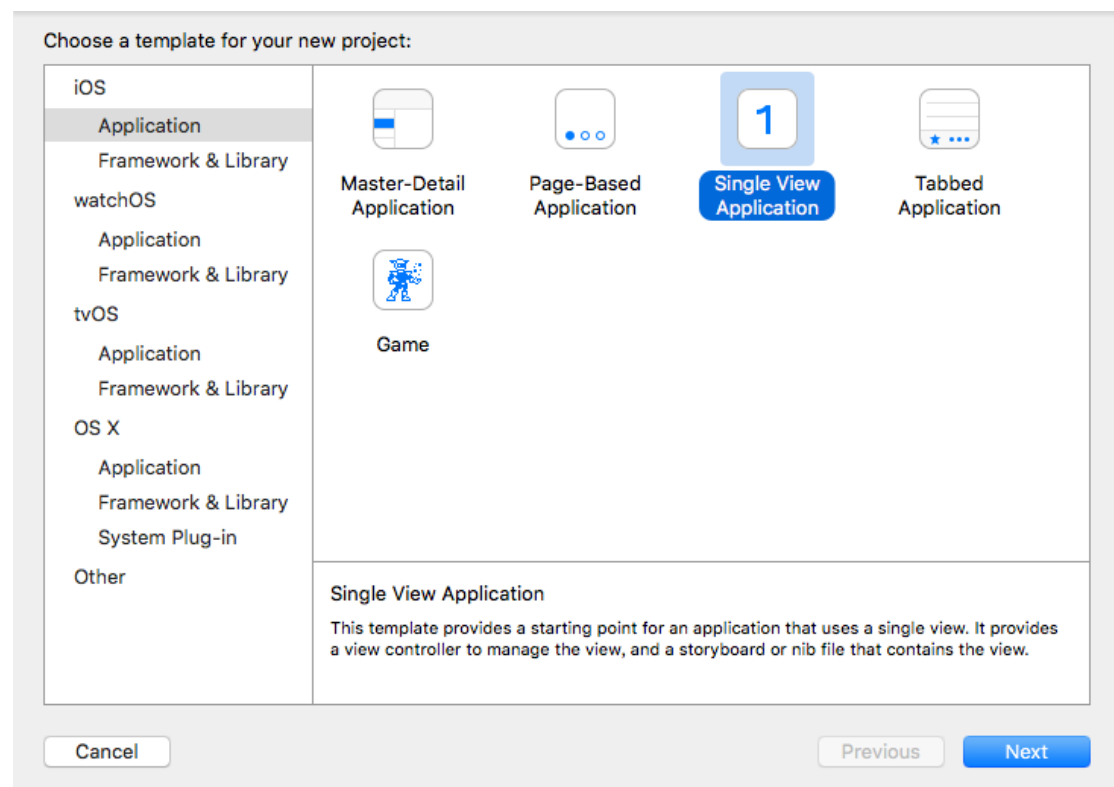 Choose a template for your new project:
iOS
Application
Framework & Library
watchOS
Application
Framework & Library
tvOS
Application
Framework & Library
OS X
Application
Framework & Library
System Plug-in
Other
Master-Detail
Application
Page-Based
Application
1
Single View
Application
Tabbed
Application
Game
Single View Application
This template provides a starting point for an application that uses a single view. It provides
a view controller to manage the view, and a storyboard or nib file that contains the view.
Cancel
Previous
Next